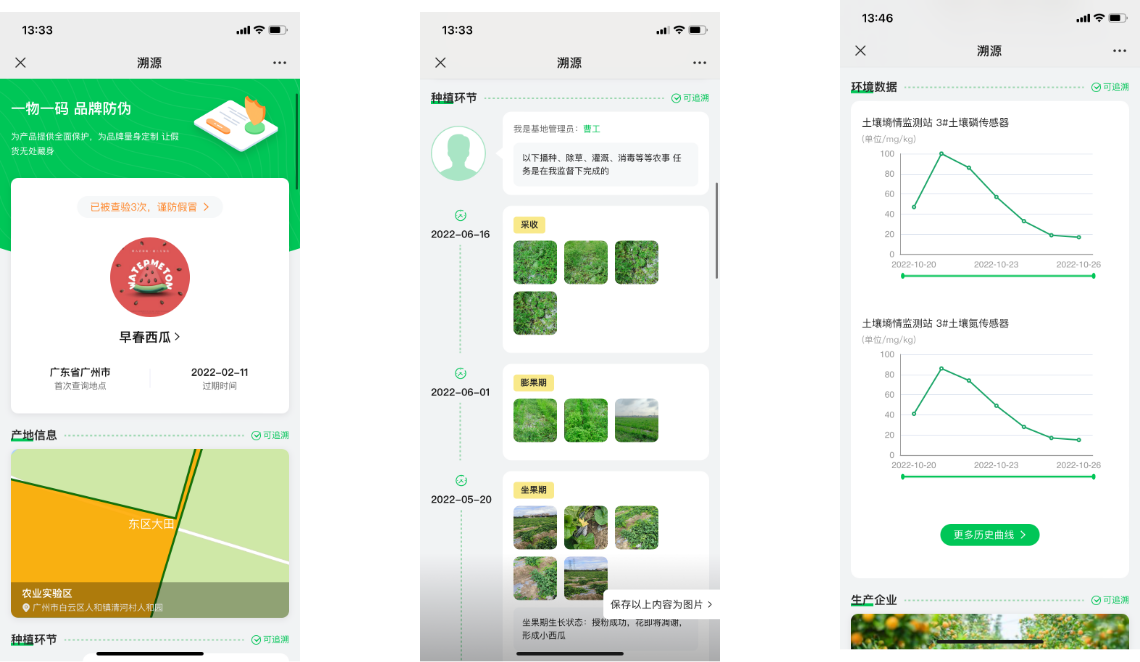 13:33
溯源
一物一码 品牌防伪
为产品提供全面保护，为品牌量身定制 让假
货无处藏身
已被查验3次，谨防假冒
WATERMETON
早春西瓜
广东省广州市
首次查询地点
2022-02-11
过期时间
产地信息
可追溯
东区大田
农业实验区
广州市白云区人和镇清河村人和园
种植环节
可追溯
13:33
溯源
种植环节
可追溯
我是基地管理员：曹工
以下播种、除草、灌溉、消毒等等农事 任
务是在我监督下完成的
2022-06-16
采收
2022-06-01
膨果期
2022-05-20
坐果期
保存以上内容为图片
坐果期生长状态：授粉成功，花即将凋谢，
形成小西瓜
13:46
溯源
环境数据
可追溯
土壤墒情监测站 3#土壤磷传感器
(单位/mg/kg)
100
80
60
40
20
0
2022-10-20
2022-10-23
2022-10-26
土壤墒情监测站 3#土壤氮传感器
(单位/mg/kg)
100
80
60
40
20
0
2022-10-20
2022-10-23
2022-10-26
更多历史曲线
生产企业
可追溯